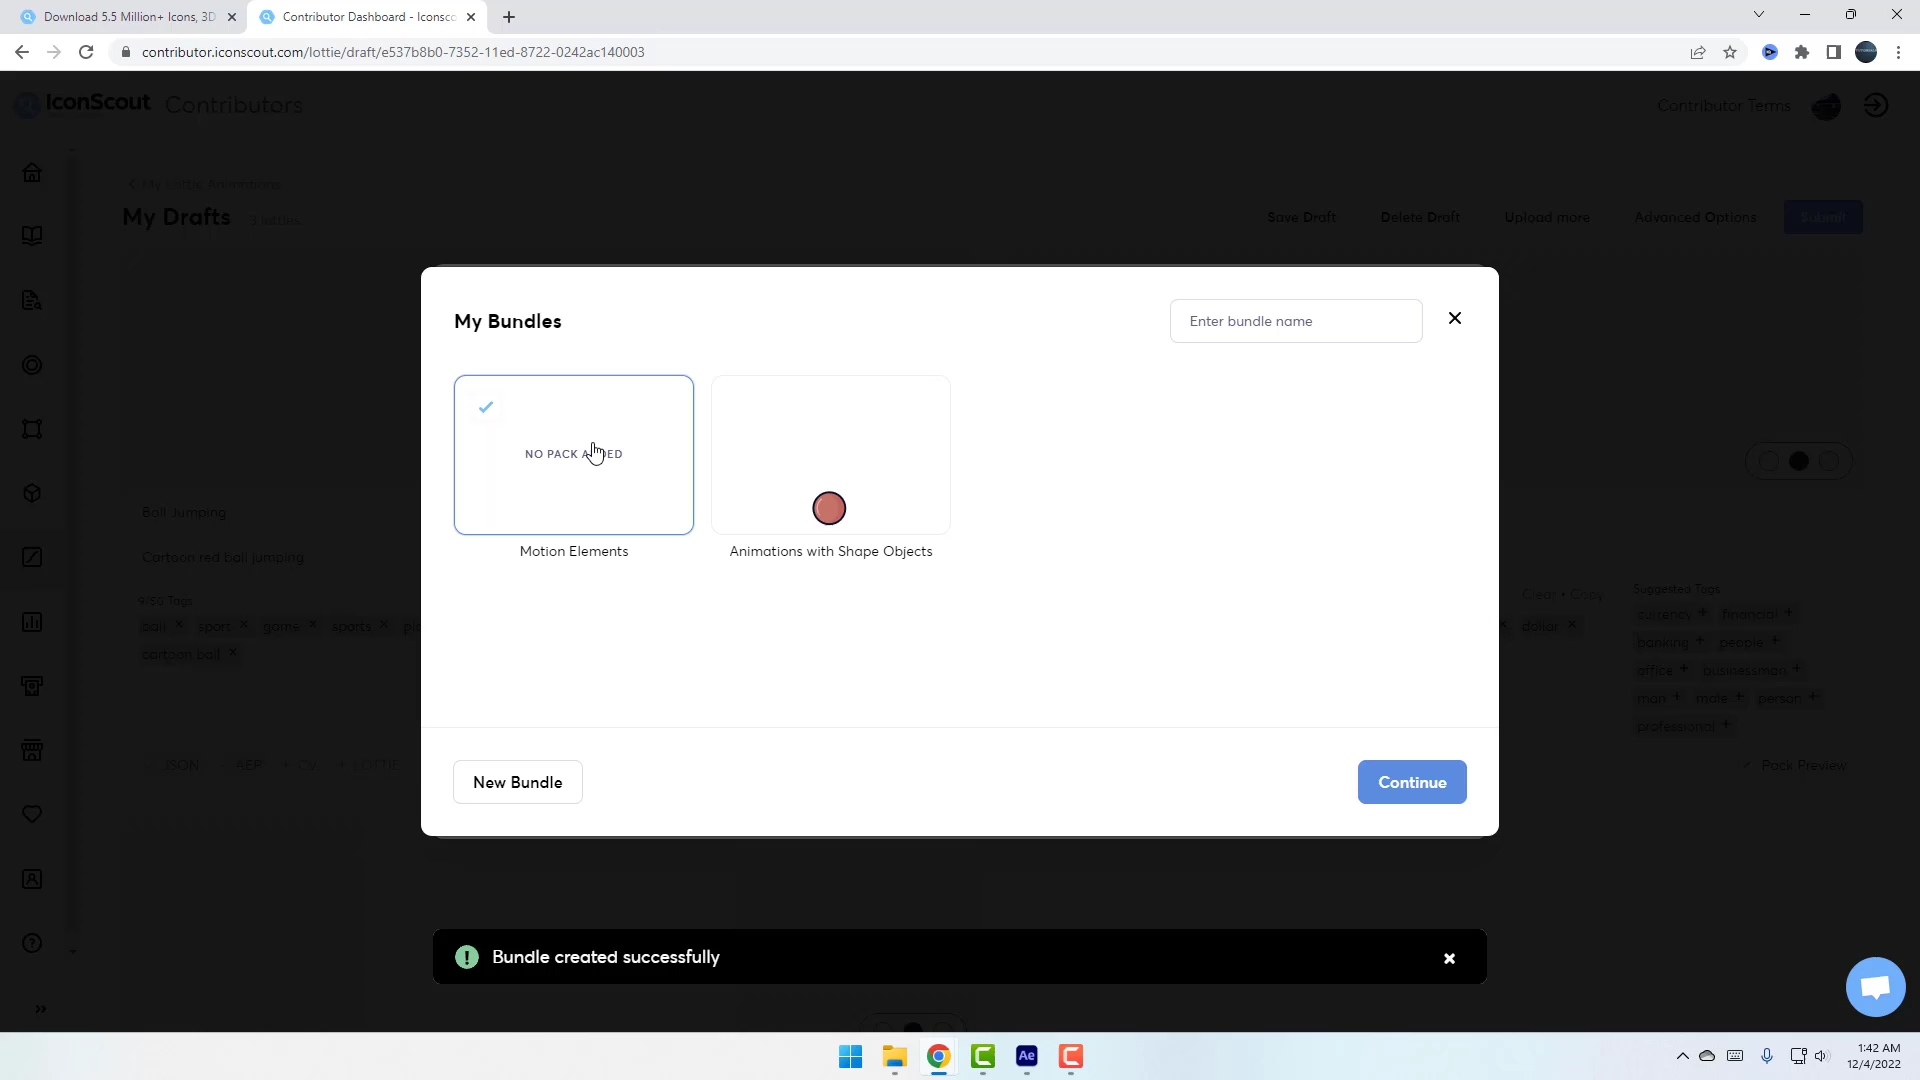 Download 5.5 Million+ Icons, 3D
Contributor Dashboard - Iconsco
contributor.iconscout.com/lottie/draft/e537b8b0-7352-11ed-8722-0242ac140003
IconScout Contributors
Contributor Terms
My Lottie Animations
My Drafts
3 lotties
Save Draft
Delete Draft
Upload more
Advanced Options
Submit
My Bundles
Enter bundle name
NO PACK ADDED
Motion Elements
Animations with Shape Objects
New Bundle
Continue
Ball Jumping
Cartoon red ball jumping
9/50 Tags
ball × sport × game × sports ×
cartoon ball ×
Clear • Copy
dollar ×
Suggested Tags
currency + financial +
banking + people +
office + businessman +
man + male + person +
professional +
JSON
AEP
LOTTIE
Pack Preview
Bundle created successfully
Ae
1:42 AM
12/4/2022